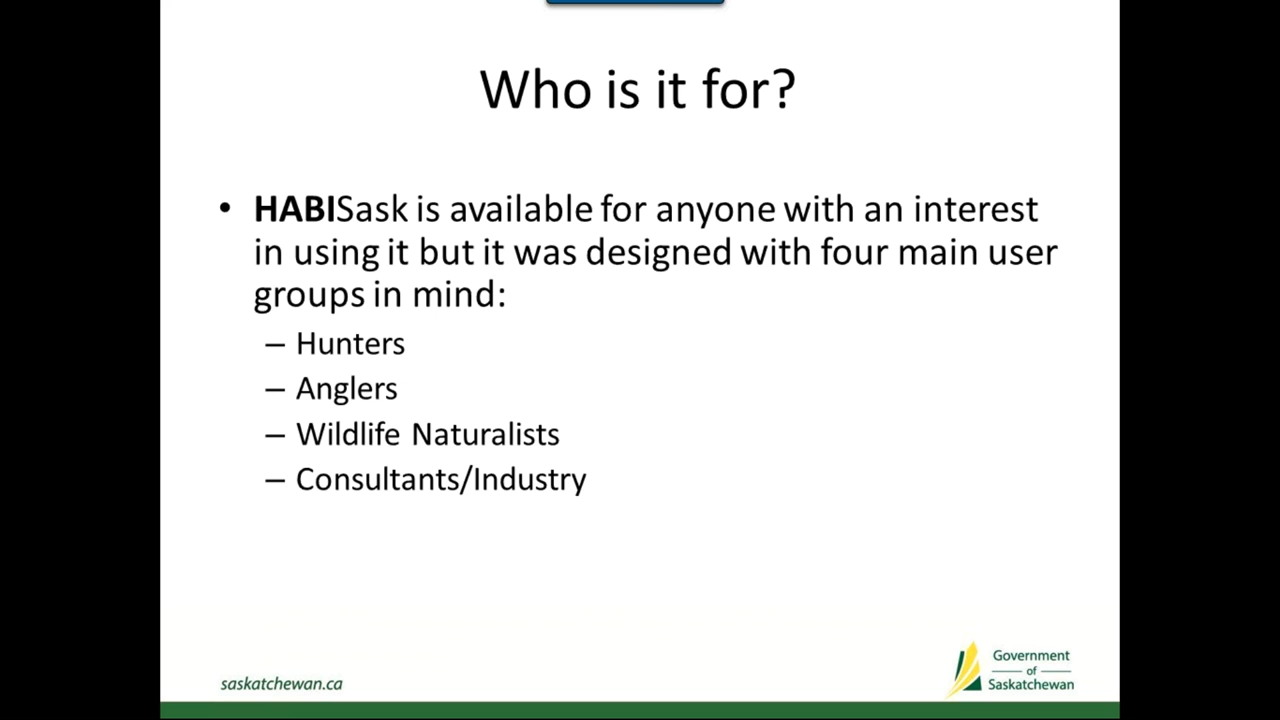 Who is it for?
• HABISask is available for anyone with an interest
in using it but it was designed with four main user
groups in mind:
– Hunters
– Anglers
– Wildlife Naturalists
– Consultants/Industry
saskatchewan.ca
Government
of
Saskatchewan